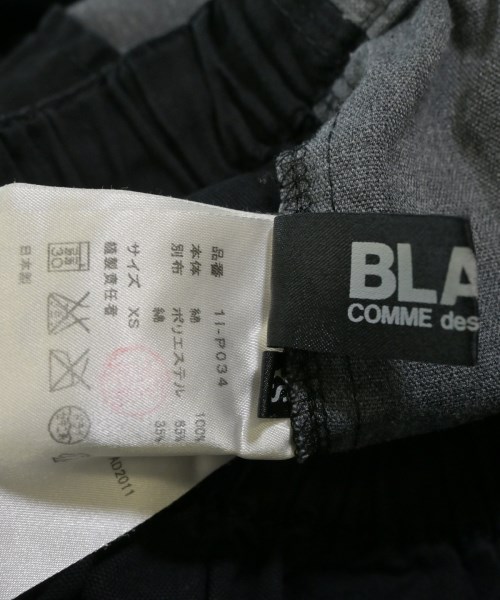 品番 1I-P034
本体 綿 100%
別布 ポリエステル 65%
綿 35%
サイズ XS
縫製責任者
30
AD2011
日本製
BLA
COMME des
S